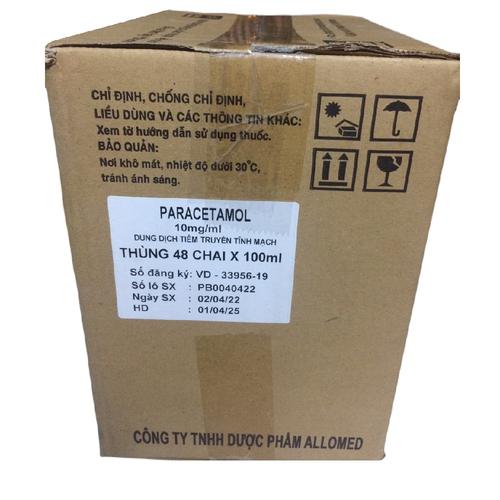 CHỈ ĐỊNH, CHỐNG CHỈ ĐỊNH,
LIỀU DÙNG VÀ CÁC THÔNG TIN KHÁC:
Xem tờ hướng dẫn sử dụng thuốc.
BẢO QUẢN:
Nơi khô mát, nhiệt độ dưới 30°C,
tránh ánh sáng.
PARACETAMOL
10mg/ml
DUNG DỊCH TIÊM TRUYỀN TĨNH MẠCH
THÙNG 48 CHAI X 100ml
Số đăng ký: VD - 33956-19
Số lô SX : PB0040422
Ngày SX : 02/04/22
HD : 01/04/25
CÔNG TY TNHH DƯỢC PHẨM ALLOMED